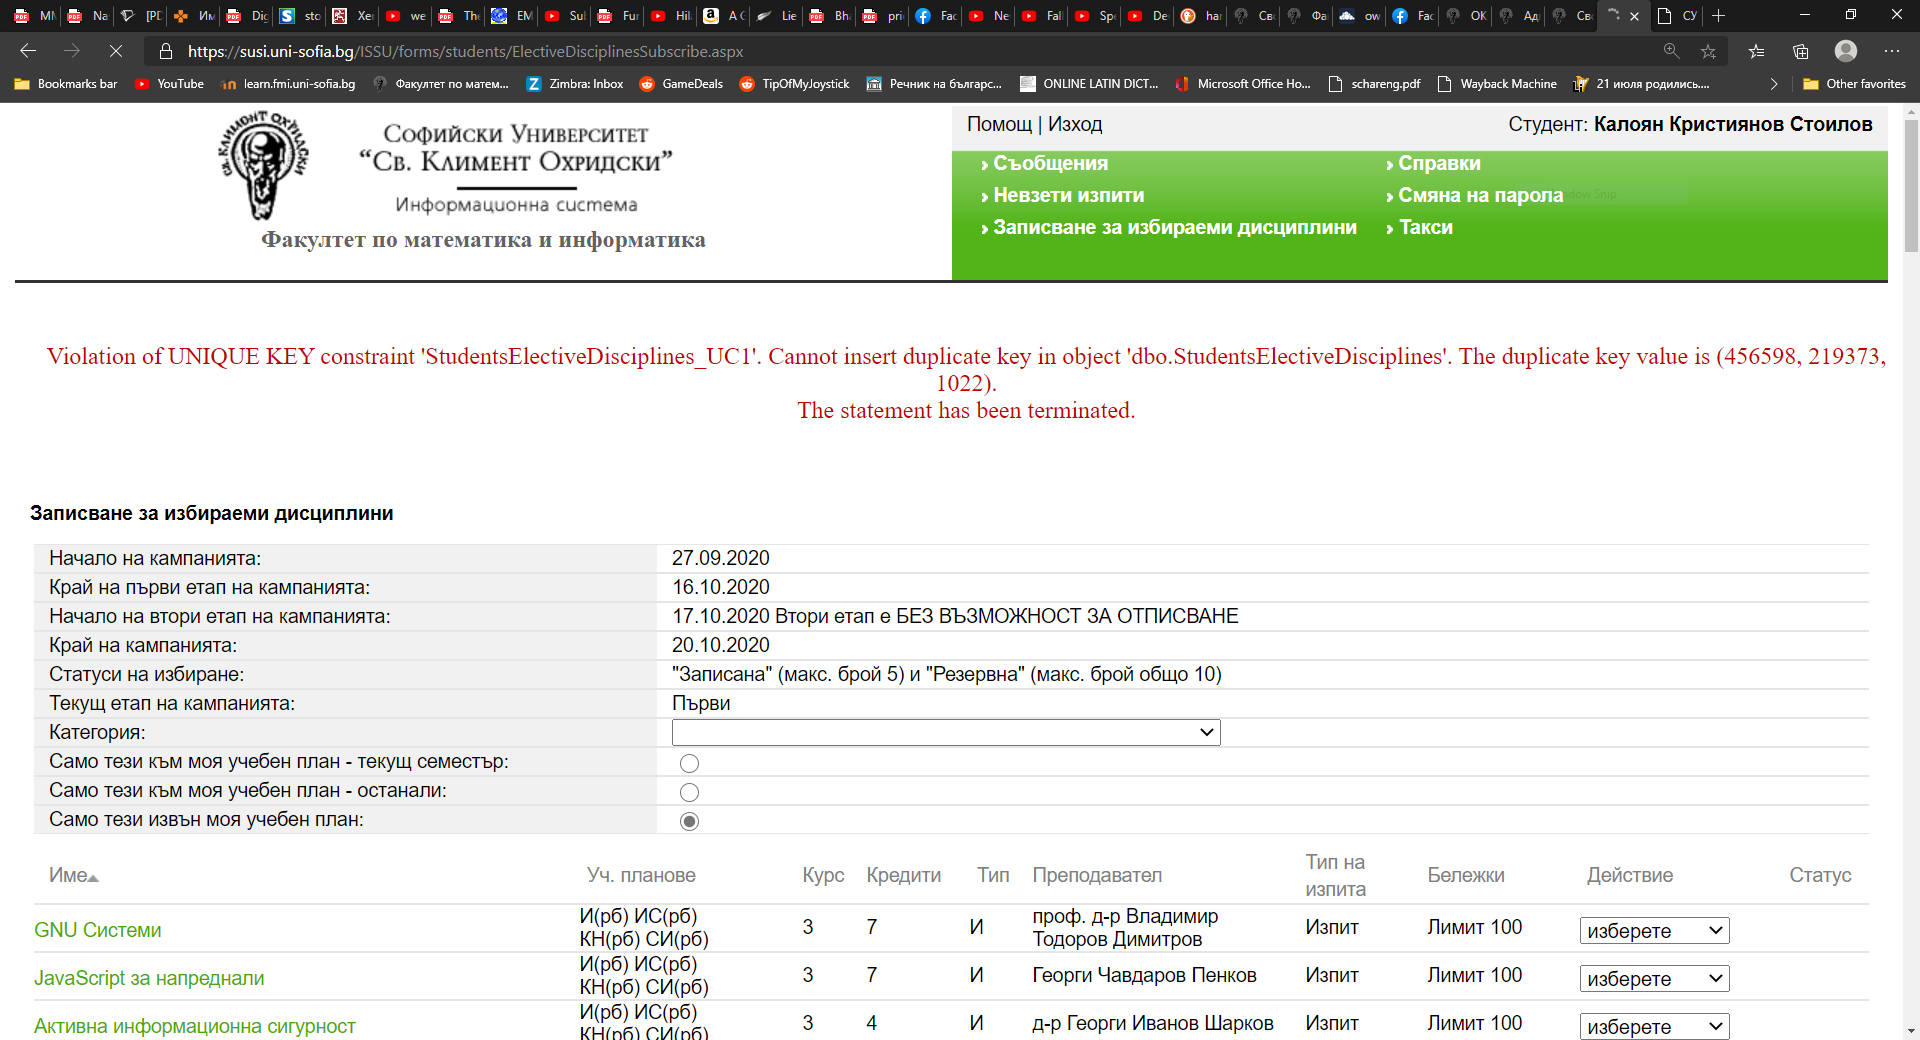 MM
Na
[PD
Им
Dig
sto
Xer
we
The
EM
Sul
Fur
Hil
A C
Lie
Bha
pri
Fac
Ne
Fall
Spe
De
har
Св
Фа
ow
Fac
ОК
Ад
Св
СУ
https://susi.uni-sofia.bg/ISSU/forms/students/ElectiveDisciplinesSubscribe.aspx
Bookmarks bar
YouTube
learn.fmi.uni-sofia.bg
Факултет по матем...
Zimbra: Inbox
GameDeals
TipOfMyJoystick
Речник на българс...
ONLINE LATIN DICT...
Microsoft Office Ho...
schareng.pdf
Wayback Machine
21 июля родились....
Other favorites
СВ. КЛИМЕНТ ОХРИДСКИ
Софийски Университет
“Св. Климент Охридски”
Информационна система
Факултет по математика и информатика
Помощ | Изход
Студент: Калоян Кристиянов Стоилов
Съобщения
Справки
Невзети изпити
Смяна на парола
Записване за избираеми дисциплини
Такси
Violation of UNIQUE KEY constraint 'StudentsElectiveDisciplines_UC1'. Cannot insert duplicate key in object 'dbo.StudentsElectiveDisciplines'. The duplicate key value is (456598, 219373,
1022).
The statement has been terminated.
Записване за избираеми дисциплини
Начало на кампанията: 27.09.2020
Край на първи етап на кампанията: 16.10.2020
Начало на втори етап на кампанията: 17.10.2020 Втори етап е БЕЗ ВЪЗМОЖНОСТ ЗА ОТПИСВАНЕ
Край на кампанията: 20.10.2020
Статуси на избиране: "Записана" (макс. брой 5) и "Резервна" (макс. брой общо 10)
Текущ етап на кампанията: Първи
Категория:
Само тези към моя учебен план - текущ семестър:
Само тези към моя учебен план - останали:
Само тези извън моя учебен план:
Име Уч. планове Курс Кредити Тип Преподавател Тип на изпита Бележки Действие Статус
GNU Системи И(рб) ИС(рб) КН(рб) СИ(рб) 3 7 И проф. д-р Владимир Тодоров Димитров Изпит Лимит 100 изберете
JavaScript за напреднали И(рб) ИС(рб) КН(рб) СИ(рб) 3 7 И Георги Чавдаров Пенков Изпит Лимит 100 изберете
Активна информационна сигурност И(рб) ИС(рб) КН(рб) СИ(рб) 3 4 И д-р Георги Иванов Шарков Изпит Лимит 100 изберете